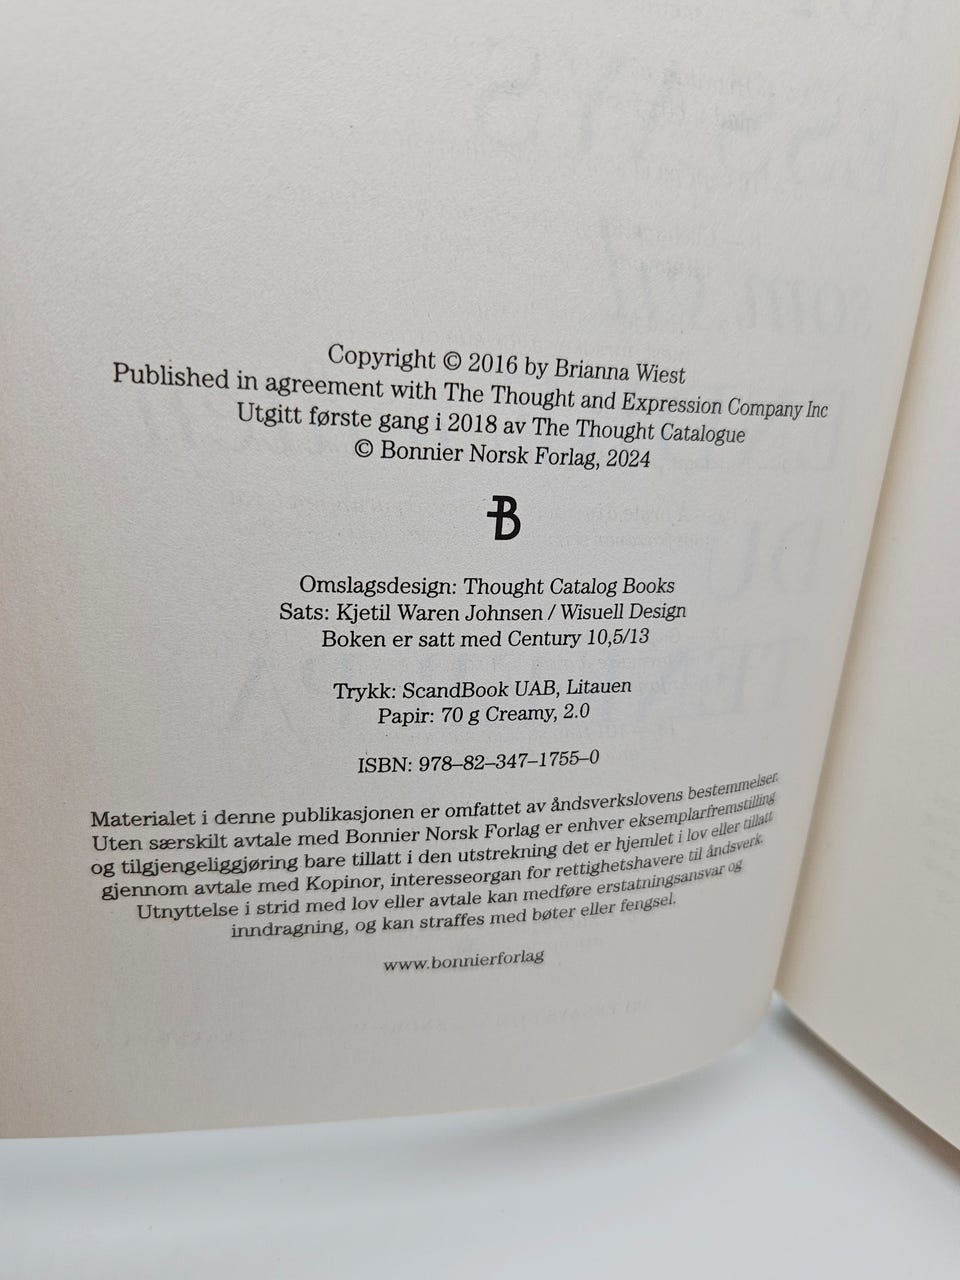 Copyright © 2016 by Brianna Wiest
Published in agreement with The Thought and Expression Company Inc
Utgitt første gang i 2018 av The Thought Catalogue
© Bonnier Norsk Forlag, 2024
B
Omslagsdesign: Thought Catalog Books
Sats: Kjetil Waren Johnsen / Wisuell Design
Boken er satt med Century 10,5/13
Trykk: ScandBook UAB, Litauen
Papir: 70 g Creamy, 2.0
ISBN: 978–82–347–1755–0
Materialet i denne publikasjonen er omfattet av åndsverkslovens bestemmelser.
Uten særskilt avtale med Bonnier Norsk Forlag er enhver eksemplarfremstilling
og tilgjengeliggjøring bare tillatt i den utstrekning det er hjemlet i lov eller tillatt
gjennom avtale med Kopinor, interesseorgan for rettighetshavere til åndsverk.
Utnyttelse i strid med lov eller avtale kan medføre erstatningsansvar og
inndragning, og kan straffes med bøter eller fengsel.
www.bonnierforlag